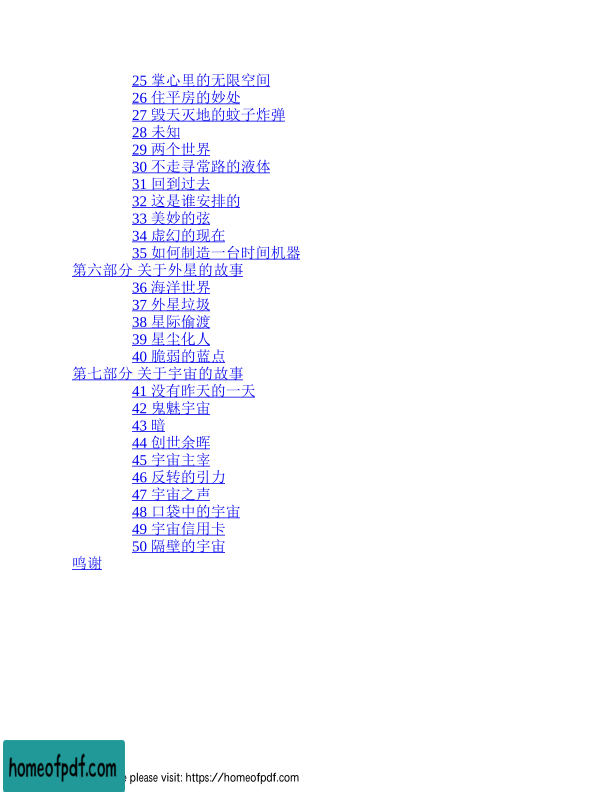 25 掌心里的无限空间
26 住平房的妙处
27 毁天灭地的蚊子炸弹
28 未知
29 两个世界
30 不走寻常路的液体
31 回到过去
32 这是谁安排的
33 美妙的弦
34 虚幻的现在
35 如何制造一台时间机器
第六部分 关于外星的故事
36 海洋世界
37 外星垃圾
38 星际偷渡
39 星尘化人
40 脆弱的蓝点
第七部分 关于宇宙的故事
41 没有昨天的一天
42 鬼魅宇宙
43 暗
44 创世余晖
45 宇宙主宰
46 反转的引力
47 宇宙之声
48 口袋中的宇宙
49 宇宙信用卡
50 隔壁的宇宙
鸣谢
homeofpdf.com
please visit: https://homeofpdf.com